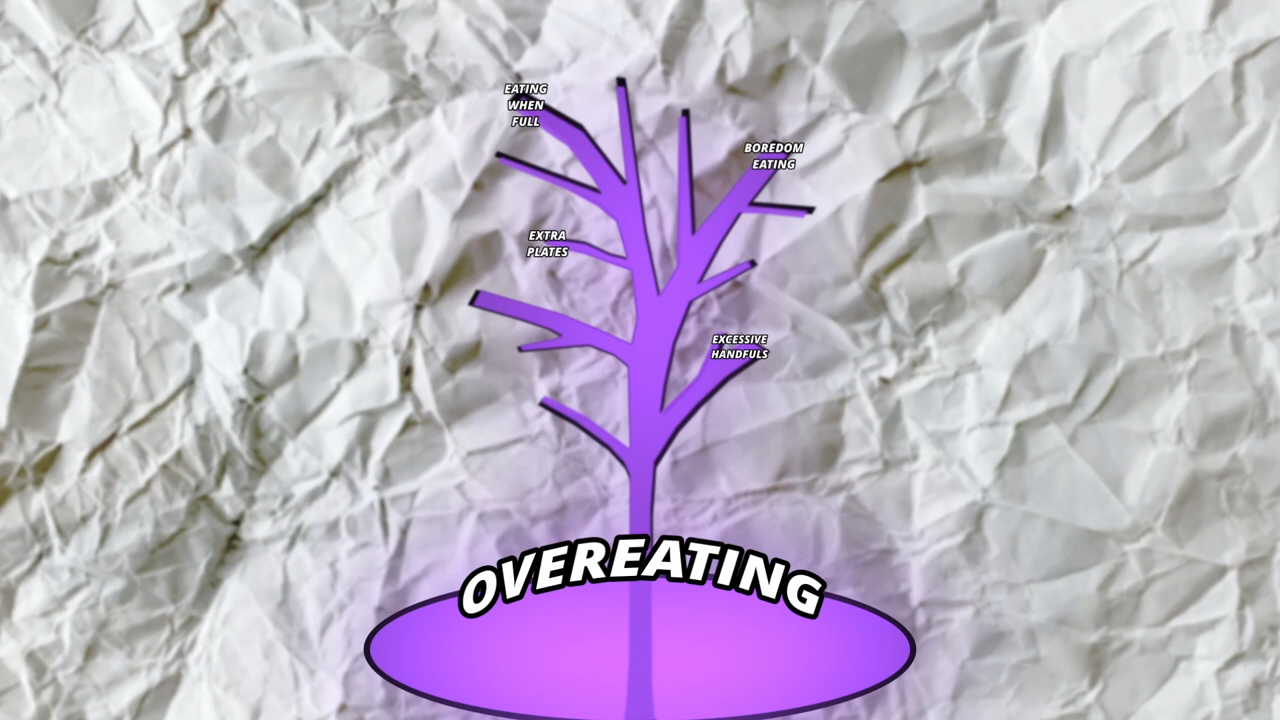 EATING
WHEN
FULL
BOREDOM
EATING
EXTRA
PLATES
EXCESSIVE
HANDFULS
OVEREATING